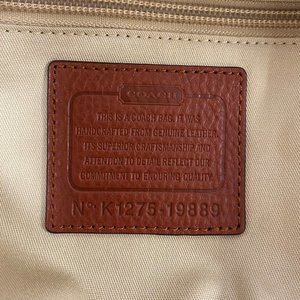 COACH
THIS IS A COACH BAG. IT WAS
HANDCRAFTED FROM GENUINE LEATHER.
ITS SUPERIOR CRAFTSMANSHIP AND
ATTENTION TO DETAIL REFLECT OUR
COMMITMENT TO ENDURING QUALITY.
Nº K1275-19889